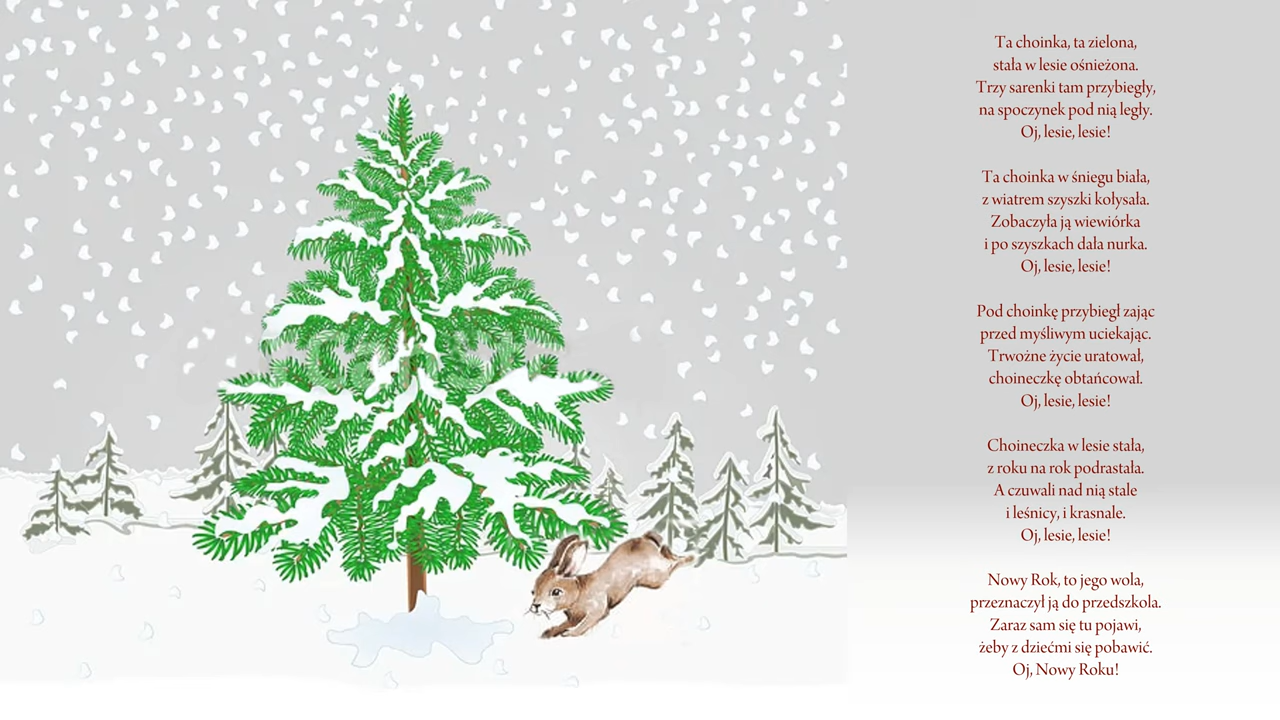 Ta choinka, ta zielona,
stała w lesie ośnieżona.
Trzy sarenki tam przybiegły,
na spoczynek pod nią legły.
Oj, lesie, lesie!
Ta choinka w śniegu biała,
z wiatrem szyszki kołysała.
Zobaczyła ją wiewiórka
i po szyszkach dała nurka.
Oj, lesie, lesie!
Pod choinkę przybiegł zając
przed myśliwym uciekając.
Trwożne życie uratował,
choineczkę obtańcował.
Oj, lesie, lesie!
Choineczka w lesie stała,
z roku na rok podrastała.
A czuwali nad nią stale
i leśnicy, i krasnale.
Oj, lesie, lesie!
Nowy Rok, to jego wola,
przeznaczył ją do przedszkola.
Zaraz sam się tu pojawi,
żeby z dziećmi się pobawić.
Oj, Nowy Roku!